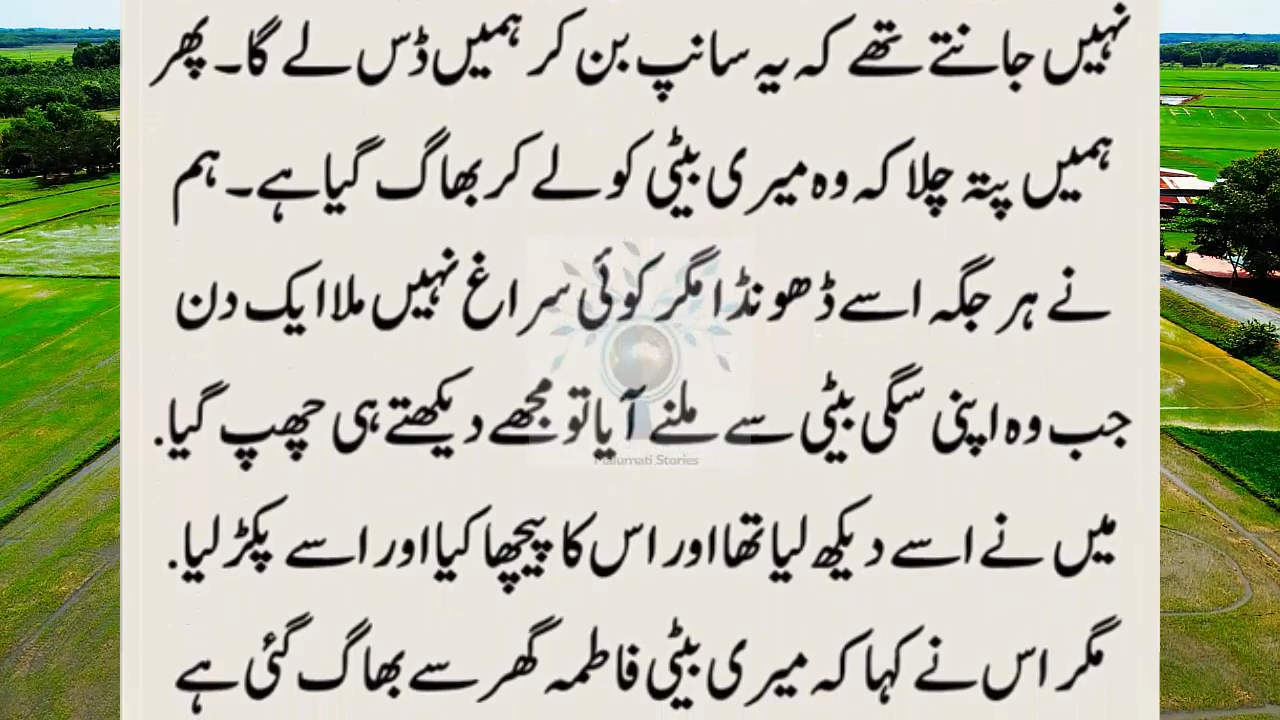 نہیں جانتے تھے کہ یہ سانپ بن کر ہمیں ڈس لے گا۔ پھر
ہمیں پتہ چلا کہ وہ میری بیٹی کو لے کر بھاگ گیا ہے۔ ہم
نے ہر جگہ اسے ڈھونڈا مگر کوئی سراغ نہیں ملا ایک دن
جب وہ اپنی سگی بیٹی سے ملنے آیا تو مجھے دیکھتے ہی چھپ گیا.
Malumati Stories
میں نے اسے دیکھ لیا تھا اور اس کا پیچھا کیا اور اسے پکڑ لیا.
مگر اس نے کہا کہ میری بیٹی فاطمہ گھر سے بھاگ گئی ہے